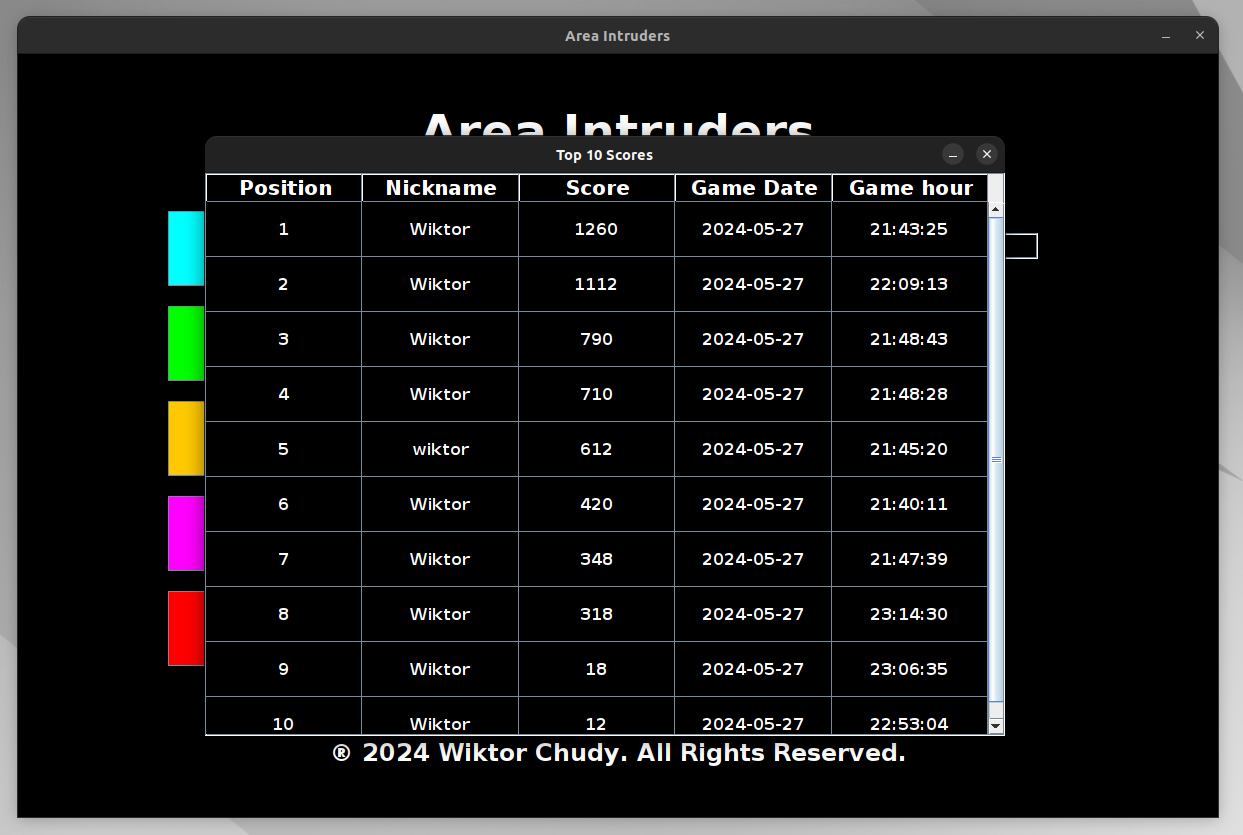 Area Intruders
Area Intruders
Top 10 Scores
Position Nickname Score Game Date Game hour
1 Wiktor 1260 2024-05-27 21:43:25
2 Wiktor 1112 2024-05-27 22:09:13
3 Wiktor 790 2024-05-27 21:48:43
4 Wiktor 710 2024-05-27 21:48:28
5 wiktor 612 2024-05-27 21:45:20
6 Wiktor 420 2024-05-27 21:40:11
7 Wiktor 348 2024-05-27 21:47:39
8 Wiktor 318 2024-05-27 23:14:30
9 Wiktor 18 2024-05-27 23:06:35
10 Wiktor 12 2024-05-27 22:53:04
® 2024 Wiktor Chudy. All Rights Reserved.